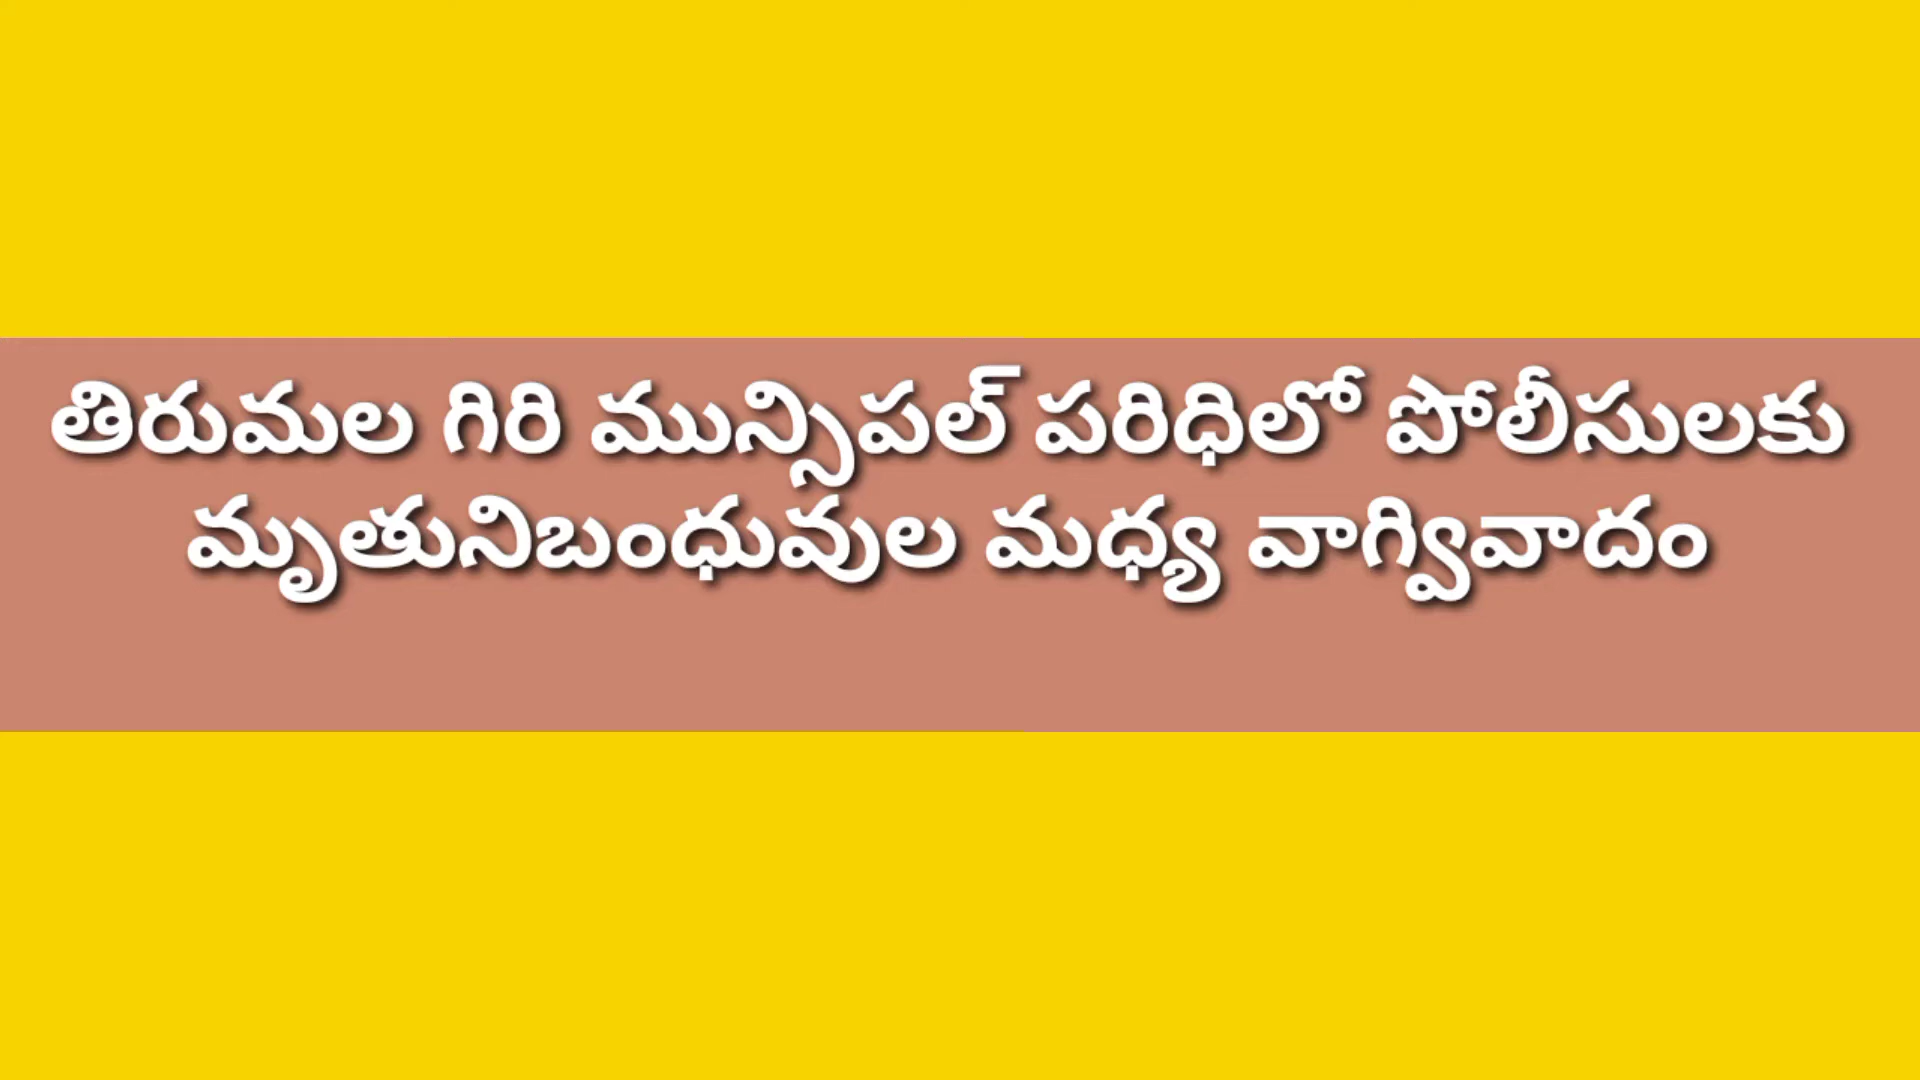 తిరుమల గిరి మున్సిపల్ పరిధిలో పోలీసులకు
మృతునిబంధువుల మధ్య వాగ్వివాదం